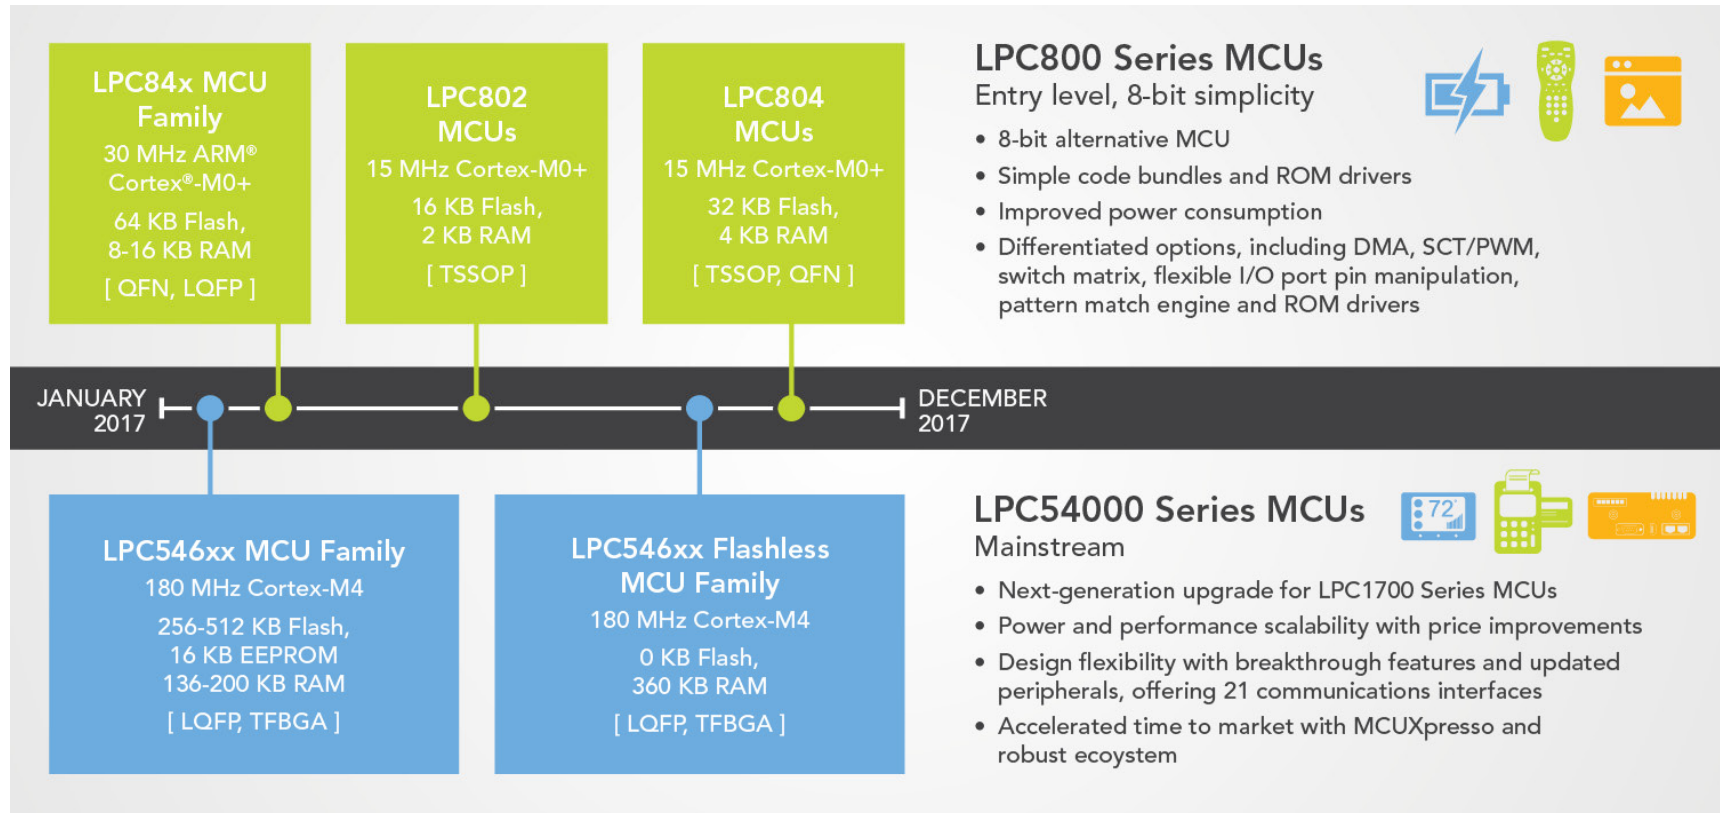 LPC84x MCU
Family
30 MHz ARM®
Cortex®-M0+
64 KB Flash,
8-16 KB RAM
[ QFN, LQFP ]
LPC802
MCUs
15 MHz Cortex-M0+
16 KB Flash,
2 KB RAM
[ TSSOP ]
LPC804
MCUs
15 MHz Cortex-M0+
32 KB Flash,
4 KB RAM
[ TSSOP, QFN ]
LPC800 Series MCUs
Entry level, 8-bit simplicity
• 8-bit alternative MCU
• Simple code bundles and ROM drivers
• Improved power consumption
• Differentiated options, including DMA, SCT/PWM,
switch matrix, flexible I/O port pin manipulation,
pattern match engine and ROM drivers
JANUARY
2017
DECEMBER
2017
LPC546xx MCU Family
180 MHz Cortex-M4
256-512 KB Flash,
16 KB EEPROM
136-200 KB RAM
[ LQFP, TFBGA ]
LPC546xx Flashless
MCU Family
180 MHz Cortex-M4
0 KB Flash,
360 KB RAM
[ LQFP, TFBGA ]
LPC54000 Series MCUs
Mainstream
72°
• Next-generation upgrade for LPC1700 Series MCUs
• Power and performance scalability with price improvements
• Design flexibility with breakthrough features and updated
peripherals, offering 21 communications interfaces
• Accelerated time to market with MCUXpresso and
robust ecoystem